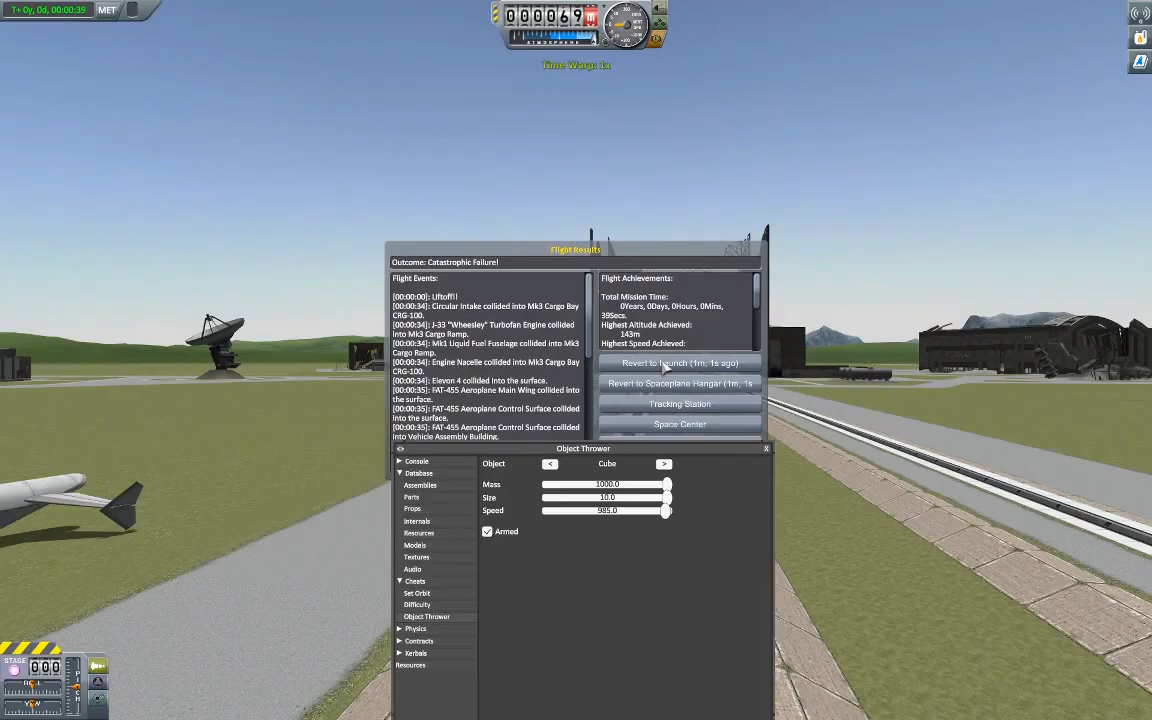 T+ 0y, 0d, 00:00:39
MET
000069 m
ATMOSPHERE
Time Warp: 1x
Flight Results
Outcome: Catastrophic Failure!
Flight Events:
[00:00:00]: Liftoff!!
[00:00:34]: Circular Intake collided into Mk3 Cargo Bay
CRG-100.
[00:00:34]: J-33 "Wheesley" Turbofan Engine collided
into Mk3 Cargo Ramp.
[00:00:34]: Mk1 Liquid Fuel Fuselage collided into Mk3
Cargo Ramp.
[00:00:34]: Engine Nacelle collided into Mk3 Cargo Bay
CRG-100.
[00:00:34]: Elevon 4 collided into the surface.
[00:00:35]: FAT-455 Aeroplane Main Wing collided into
the surface.
[00:00:35]: FAT-455 Aeroplane Control Surface collided
into the surface.
[00:00:35]: FAT-455 Aeroplane Control Surface collided
into Vehicle Assembly Building.
Flight Achievements:
Total Mission Time:
0Years, 0Days, 0Hours, 0Mins,
39Secs.
Highest Altitude Achieved:
143m
Highest Speed Achieved:
Revert to Launch (1m, 1s ago)
Revert to Spaceplane Hangar (1m, 1s
Tracking Station
Space Center
Object Thrower
X
Console
Database
Assemblies
Parts
Props
Internals
Resources
Models
Textures
Audio
Cheats
Set Orbit
Difficulty
Object Thrower
Physics
Contracts
Kerbals
Resources
Object < Cube >
Mass 1000.0
Size 10.0
Speed 985.0
Armed
STAGE
000
ROLL
YAW
PITCH